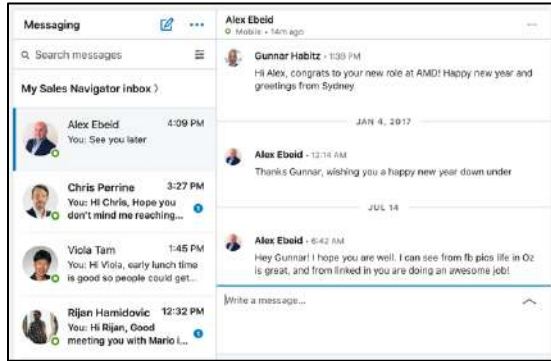 Messaging
Search messages
My Sales Navigator inbox >
Alex Ebeid 4:09 PM
You: See you later
Chris Perrine 3:27 PM
You: HI Chris, Hope you
don't mind me reaching... 1
Viola Tam 1:45 PM
You: Hi Viola, early lunch time
is good so people could get...
Rijan Hamidovic 12:32 PM
You: Hi Rijan, Good
meeting you with Mario i...
Alex Ebeid
Mobile • 14m ago
Gunnar Habitz • 1:39 PM
Hi Alex, congrats to your new role at AMD! Happy new year and
greetings from Sydney
JAN 4, 2017
Alex Ebeid • 12:14 AM
Thanks Gunnar, wishing you a happy new year down under
JUL 14
Alex Ebeid • 6:42 AM
Hey Gunnar! I hope you are well. I can see from fb pics life in Oz
is great, and from linked in you are doing an awesome job!
Write a message...